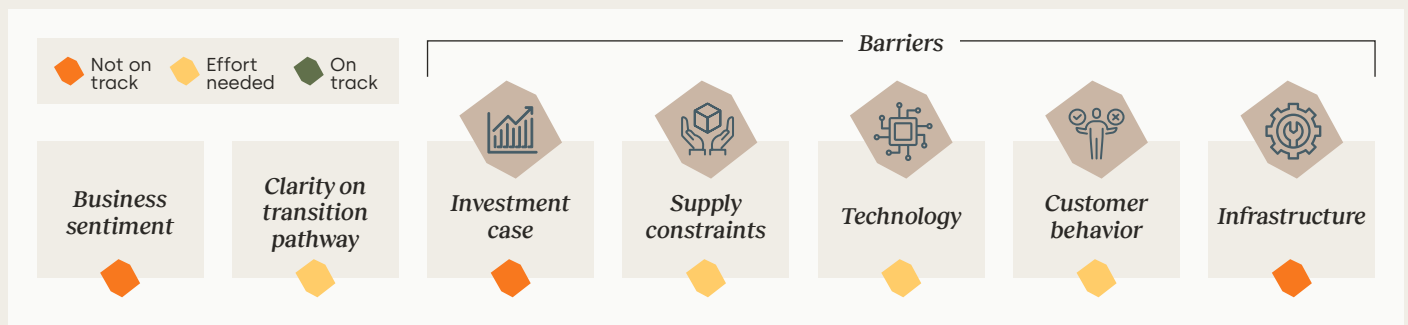 Barriers
Not on
track
Effort
needed
On
track
Business
sentiment
Clarity on
transition
pathway
Investment
case
Supply
constraints
Technology
Customer
behavior
Infrastructure